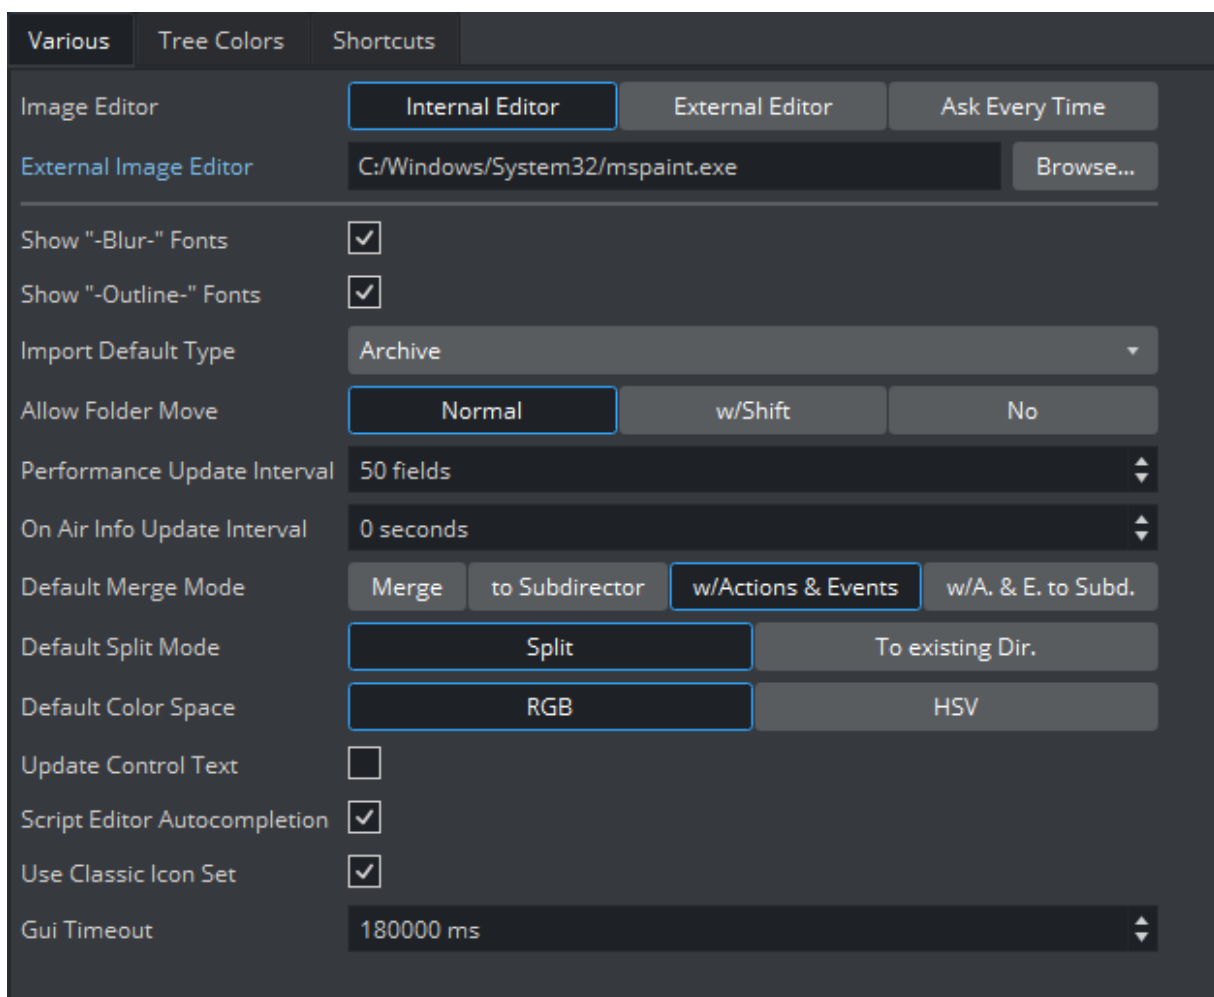 Various Tree Colors Shortcuts
Image Editor Internal Editor External Editor Ask Every Time
External Image Editor C:/Windows/System32/mspaint.exe Browse...
Show "-Blur-" Fonts
Show "-Outline-" Fonts
Import Default Type Archive
Allow Folder Move Normal w/Shift No
Performance Update Interval 50 fields
On Air Info Update Interval 0 seconds
Default Merge Mode Merge to Subdirector w/Actions & Events w/A. & E. to Subd.
Default Split Mode Split To existing Dir.
Default Color Space RGB HSV
Update Control Text
Script Editor Autocompletion
Use Classic Icon Set
Gui Timeout 180000 ms